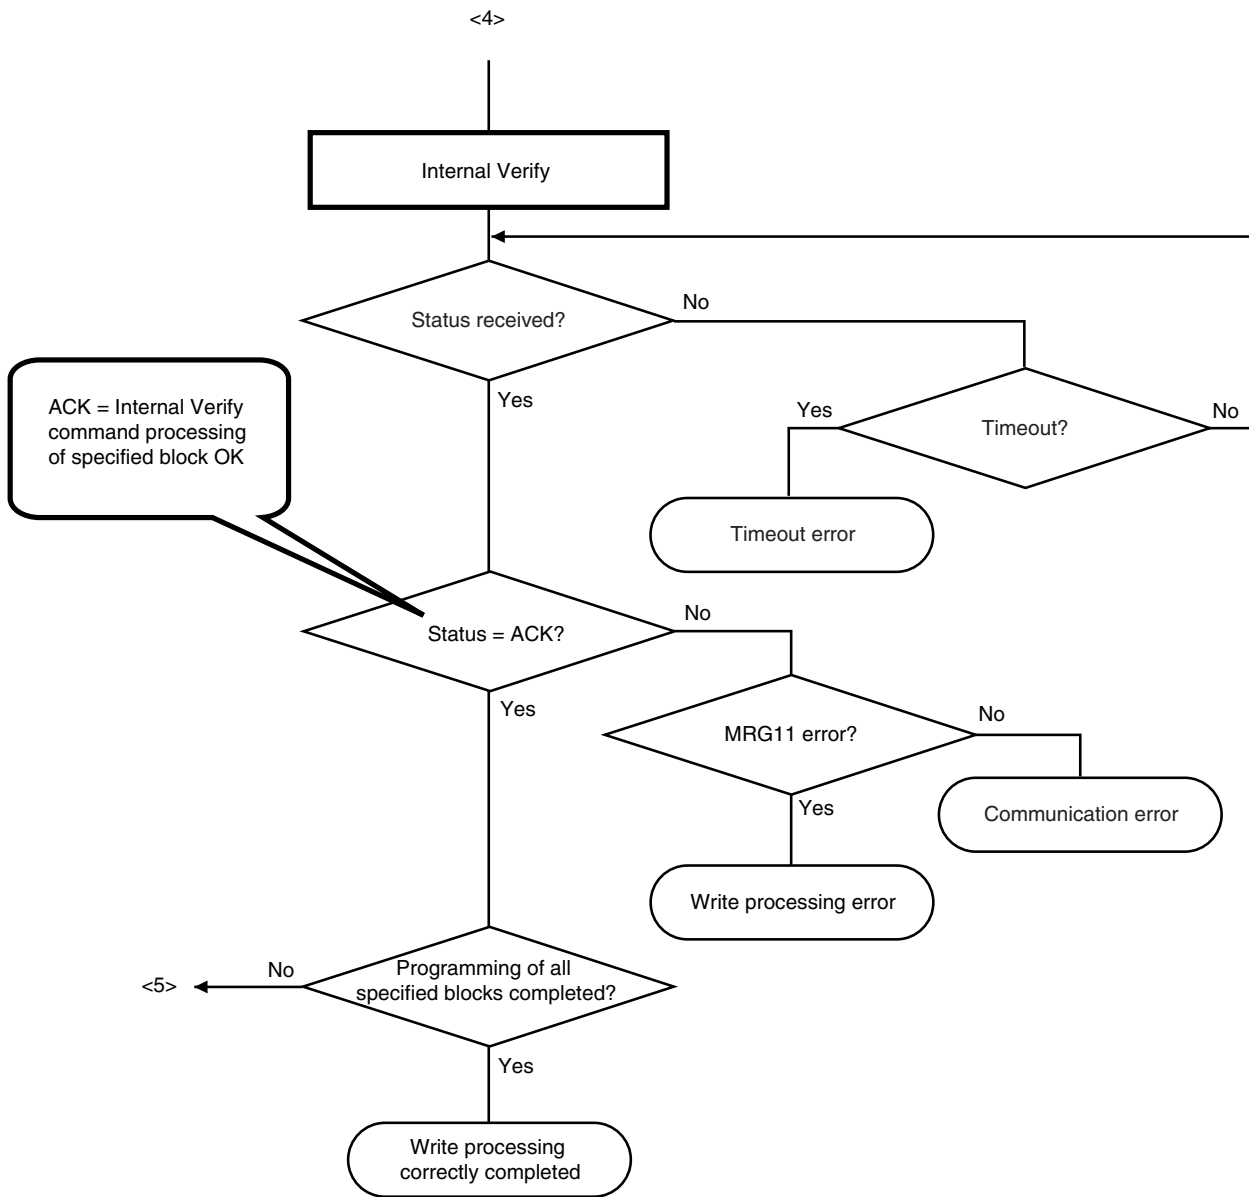 <4>
Internal Verify
Status received?
No
Yes
Timeout?
Yes
No
Timeout error
ACK = Internal Verify
command processing
of specified block OK
Status = ACK?
No
Yes
MRG11 error?
No
Yes
Communication error
Write processing error
Programming of all
specified blocks completed?
No
<5>
Yes
Write processing
correctly completed